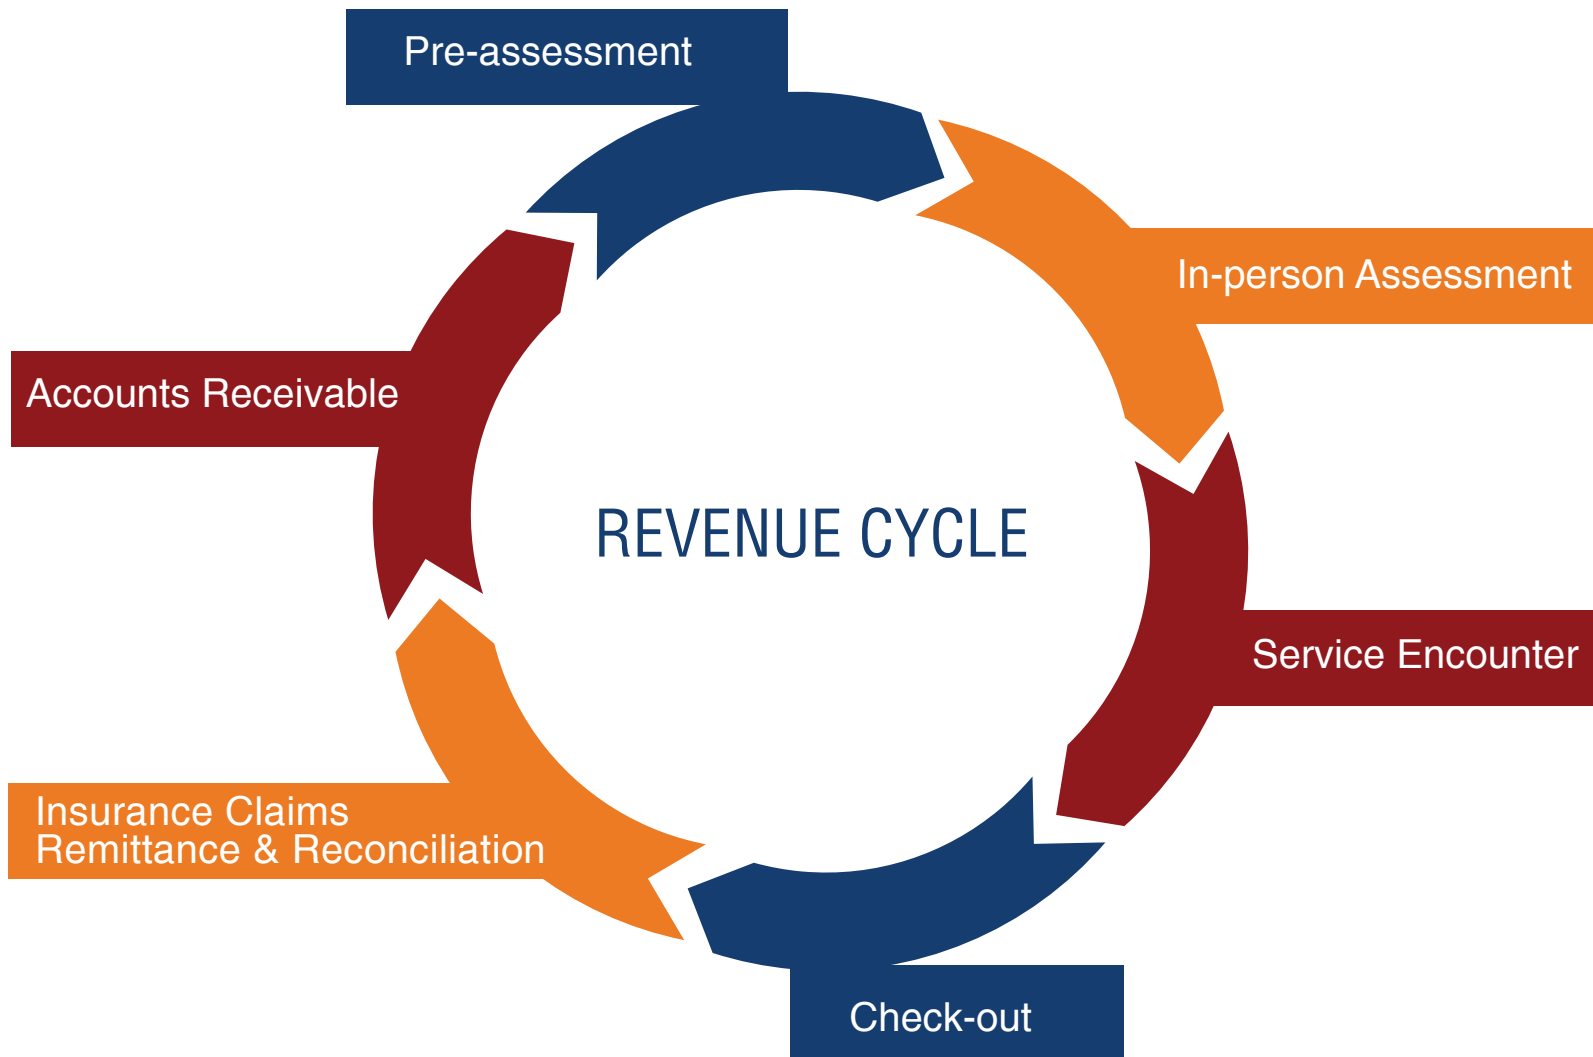 Pre-assessment
In-person Assessment
Accounts Receivable
REVENUE CYCLE
Service Encounter
Insurance Claims
Remittance & Reconciliation
Check-out